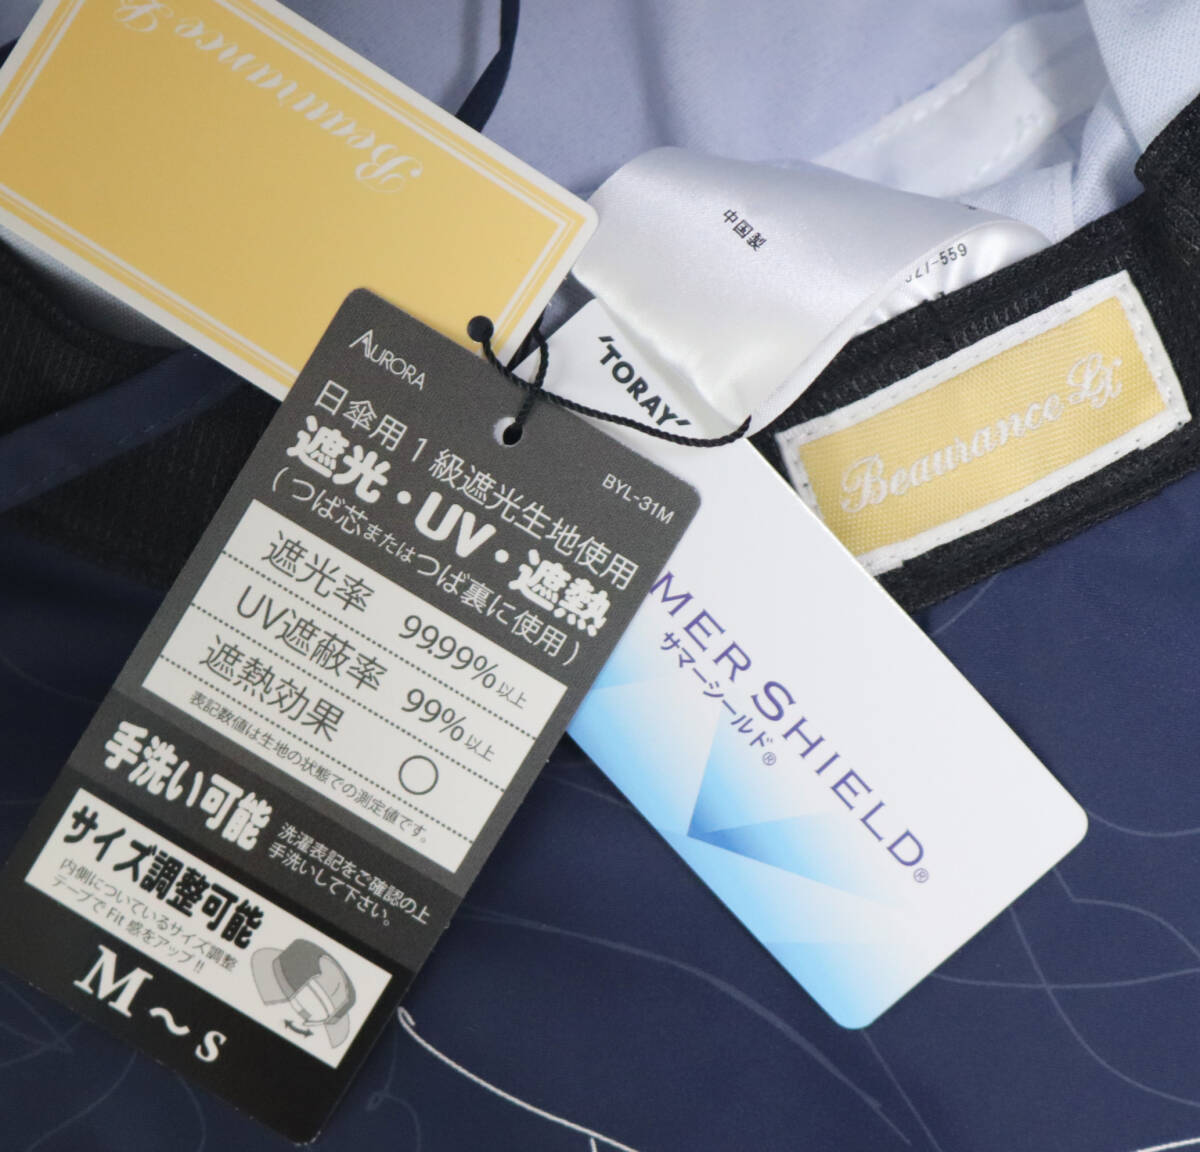 Beaurance
中国製
327-559
'TORAY'
Beaurance Lx
AURORA
BYL-31M
日傘用1級遮光生地使用
遮光・UV・遮熱
(つば芯またはつば裏に使用)
遮光率 99.99%以上
UV遮蔽率 99%以上
遮熱効果 〇
表記数値は生地の状態での測定値です。
手洗い可能
洗濯表記をご確認の上
手洗いして下さい。
サイズ調整可能
内側についているサイズ調整
テープでFit感をアップ!!
M～s
MER SHIELD®
サマーシールド®